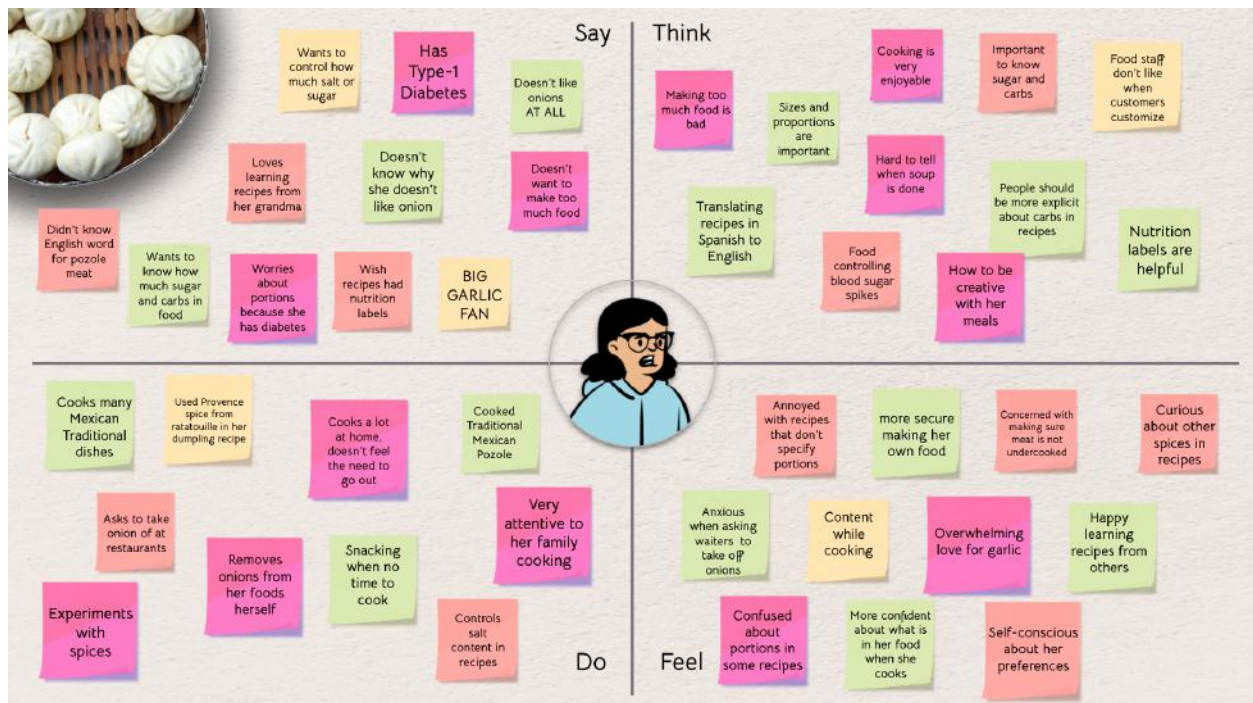 Say
Wants to
control how
much salt or
sugar
Has
Type-1
Diabetes
Doesn't like
onions
AT ALL
Loves
learning
recipes from
her grandma
Doesn't
know why
she doesn't
like onion
Doesn't
want to
make too
much food
Didn't know
English word
for pozole
meat
Wants to
know how
much sugar
and carbs in
food
Worries
about
portions
because she
has diabetes
Wish
recipes had
nutrition
labels
BIG
GARLIC
FAN
Think
Making too
much food is
bad
Sizes and
proportions
are
important
Cooking is
very
enjoyable
Important
to know
sugar and
carbs
Food staff
don't like
when
customers
customize
Hard to tell
when soup
is done
Translating
recipes in
Spanish to
English
People should
be more explicit
about carbs in
recipes
Nutrition
labels are
helpful
Food
controlling
blood sugar
spikes
How to be
creative
with her
meals
Cooks many
Mexican
Traditional
dishes
Used Provence
spice from
ratatouille in her
dumpling recipe
Cooks a lot
at home,
doesn't feel
the need to
go out
Cooked
Traditional
Mexican
Pozole
Asks to take
onion of at
restaurants
Removes
onions from
her foods
herself
Snacking
when no
time to
cook
Very
attentive to
her family
cooking
Experiments
with
spices
Controls
salt
content in
recipes
Do
Annoyed
with recipes
that don't
specify
portions
more secure
making her
own food
Concerned with
making sure
meat is not
undercooked
Curious
about other
spices in
recipes
Anxious
when asking
waiters to
take off
onions
Content
while
cooking
Overwhelming
love for garlic
Happy
learning
recipes from
others
Feel
Confused
about
portions in
some recipes
More confident
about what is
in her food
when she
cooks
Self-conscious
about her
preferences